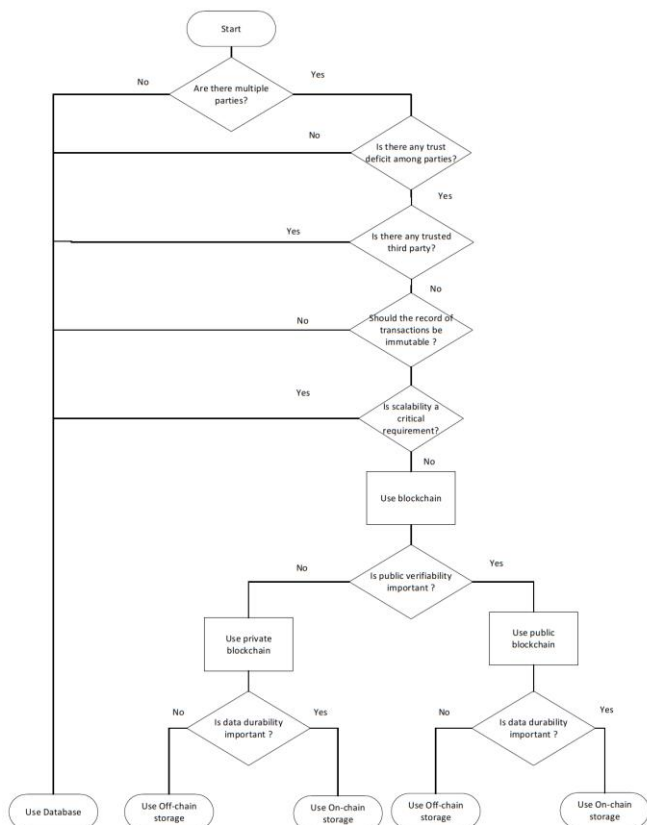 Start
No
Yes
Are there multiple
parties?
No
Is there any trust
deficit among parties?
Yes
Yes
Is there any trusted
third party?
No
No
Should the record of
transactions be
immutable ?
Yes
Is scalability a
critical
requirement?
No
Use blockchain
No
Is public verifiability
important ?
Yes
Use private
blockchain
Use public
blockchain
No
Is data durability
important ?
Yes
No
Is data durability
important ?
Yes
Use Database
Use Off-chain
storage
Use On-chain
storage
Use Off-chain
storage
Use On-chain
storage